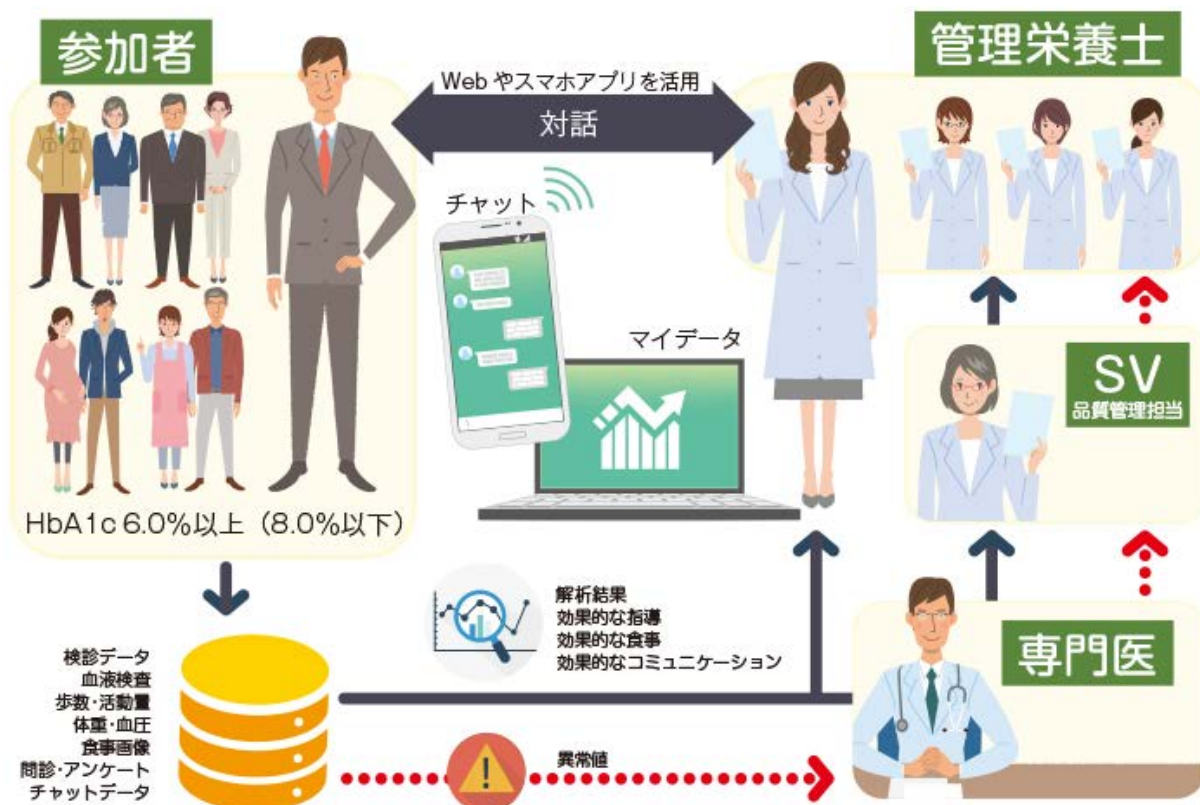 参加者
管理栄養士
Webやスマホアプリを活用
対話
チャット
マイデータ
SV
品質管理担当
HbA1c 6.0%以上（8.0%以下）
解析結果
効果的な指導
効果的な食事
効果的なコミュニケーション
専門医
検診データ
血液検査
歩数・活動量
体重・血圧
食事画像
問診・アンケート
チャットデータ
異常値